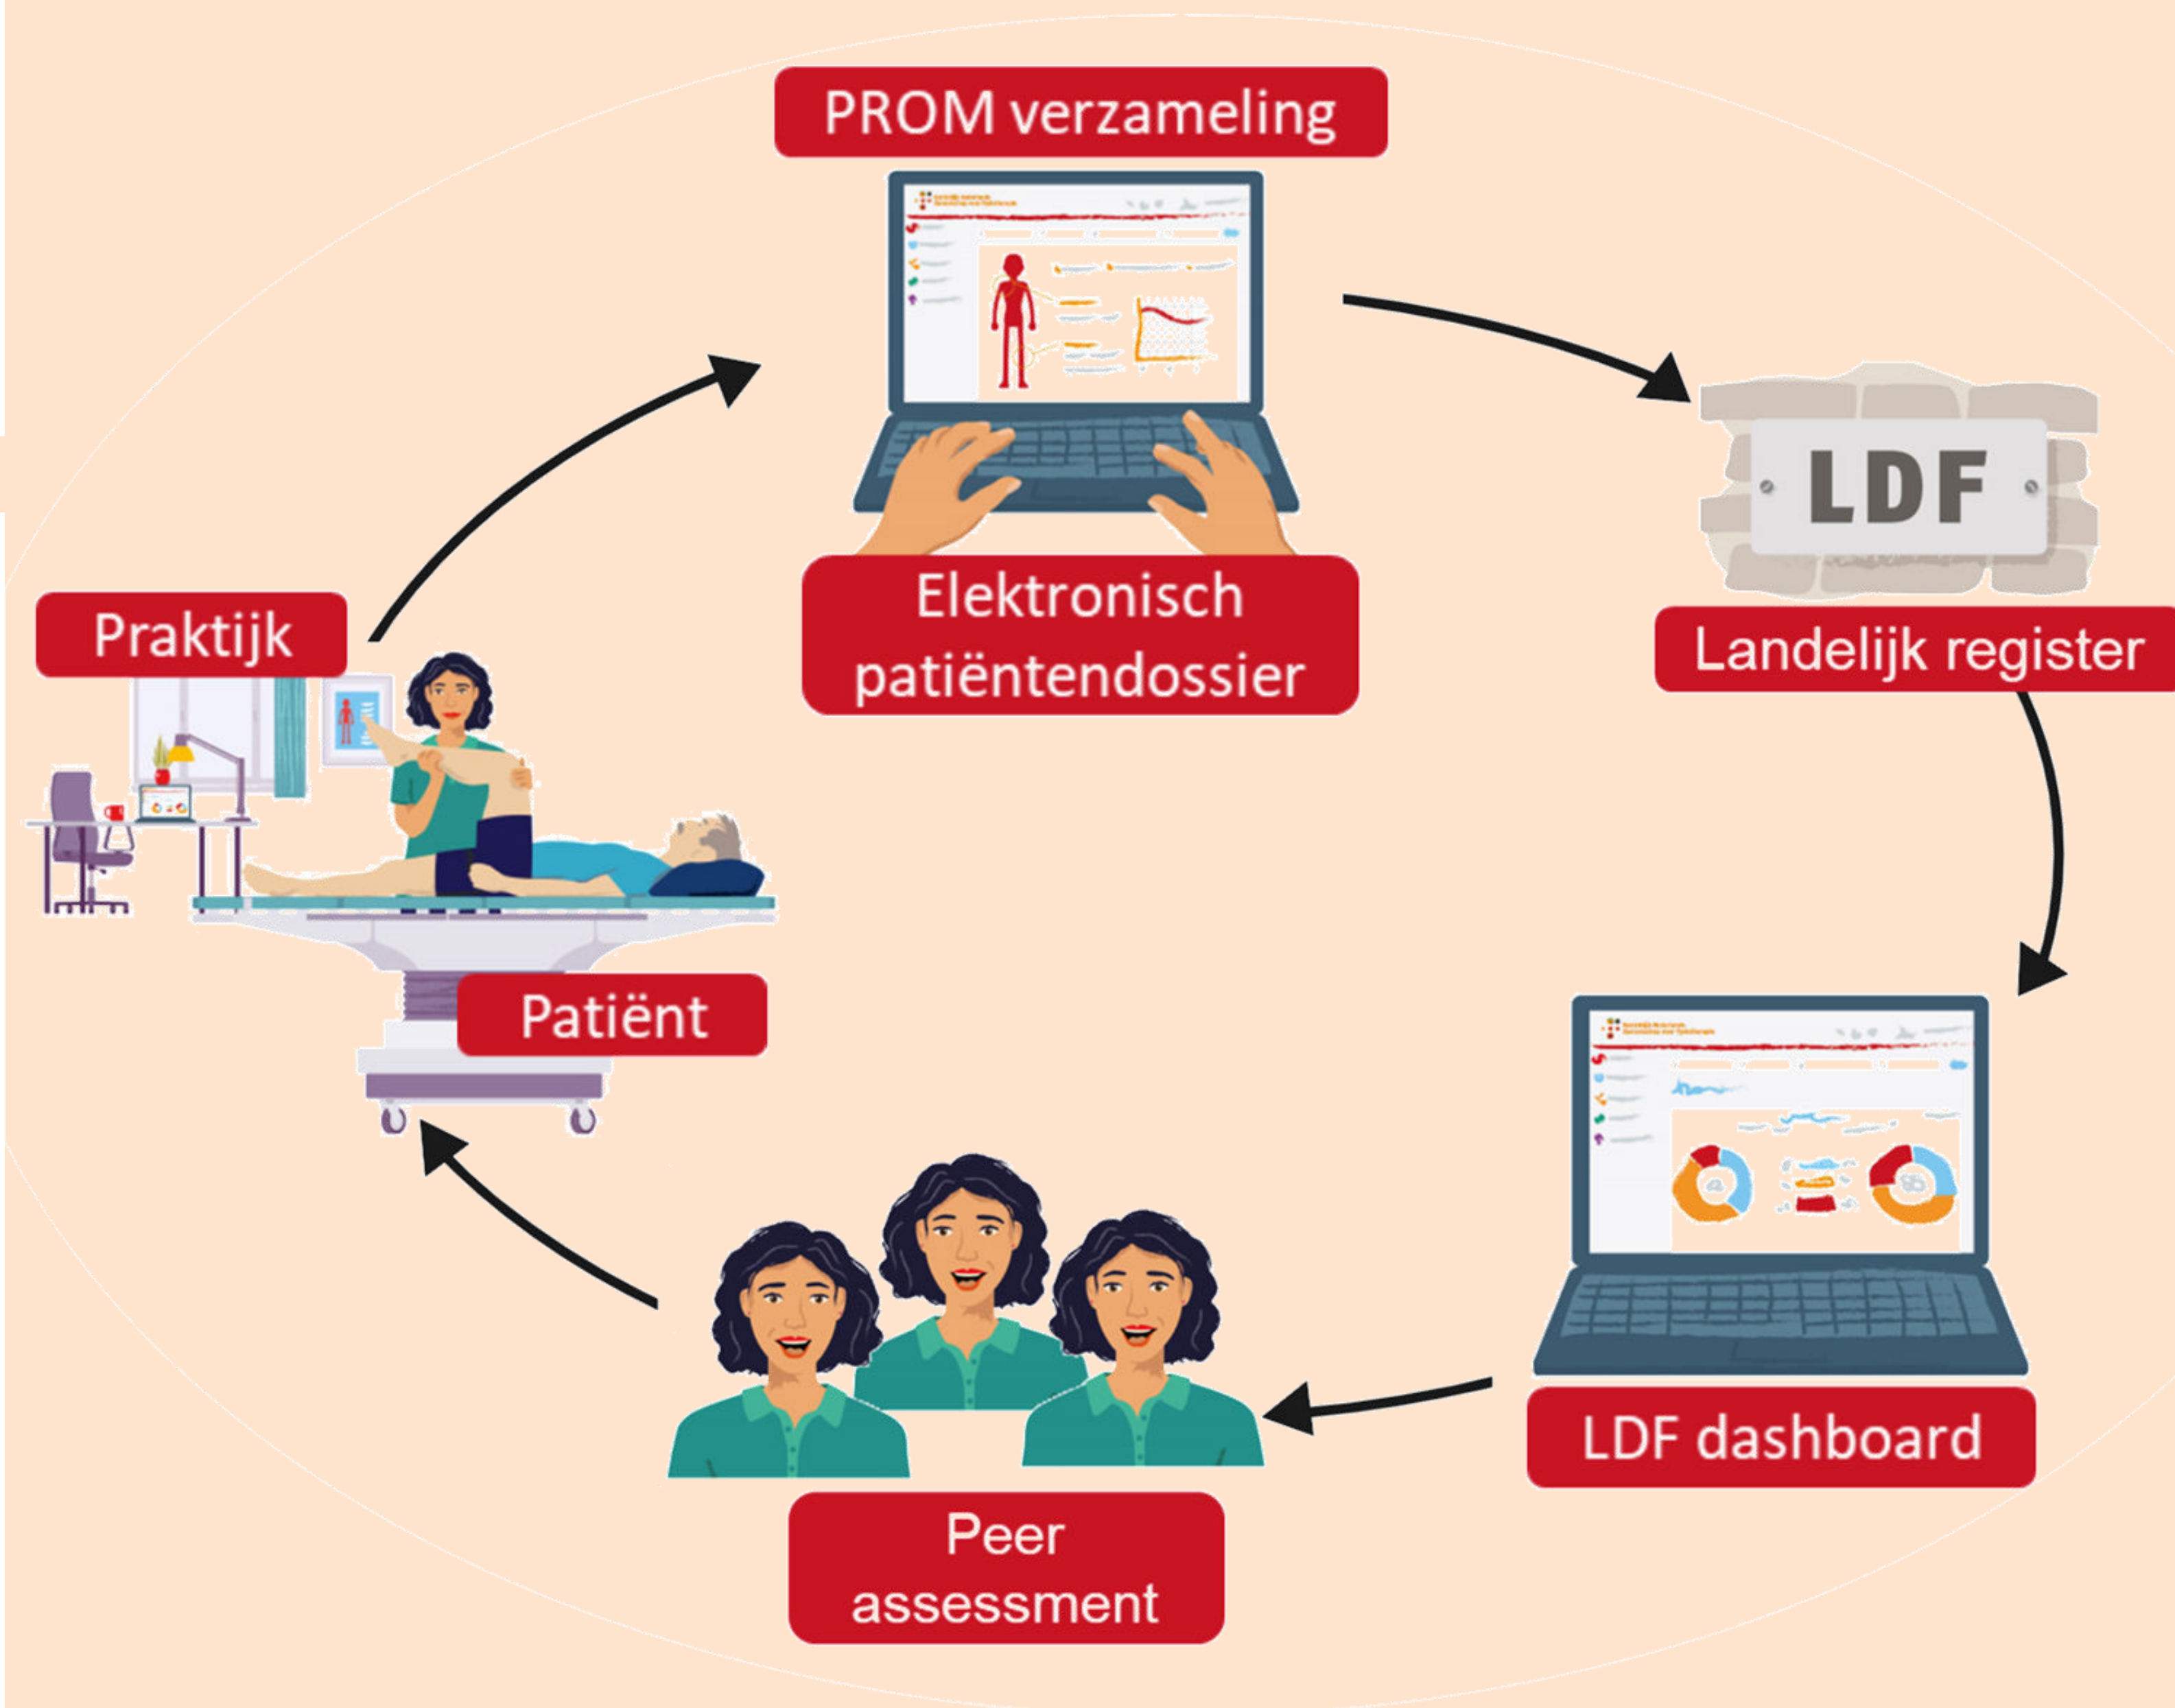 PROM verzameling
Elektronisch
patiëntendossier
LDF
Landelijk register
Praktijk
Patiënt
LDF dashboard
Peer
assessment